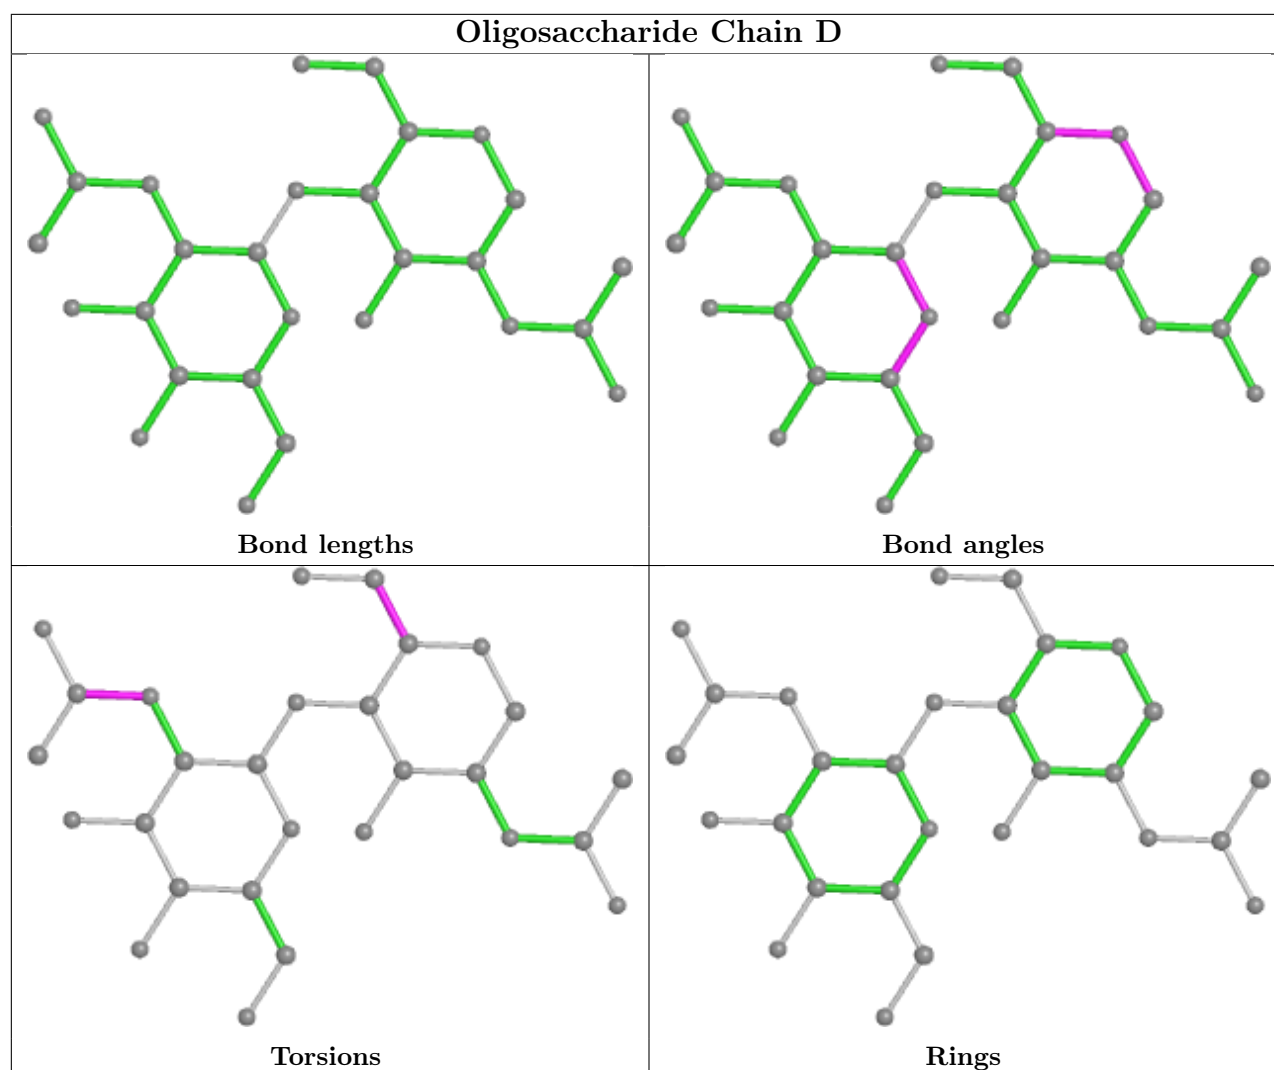 Oligosaccharide Chain D
Bond lengths
Bond angles
Torsions
Rings